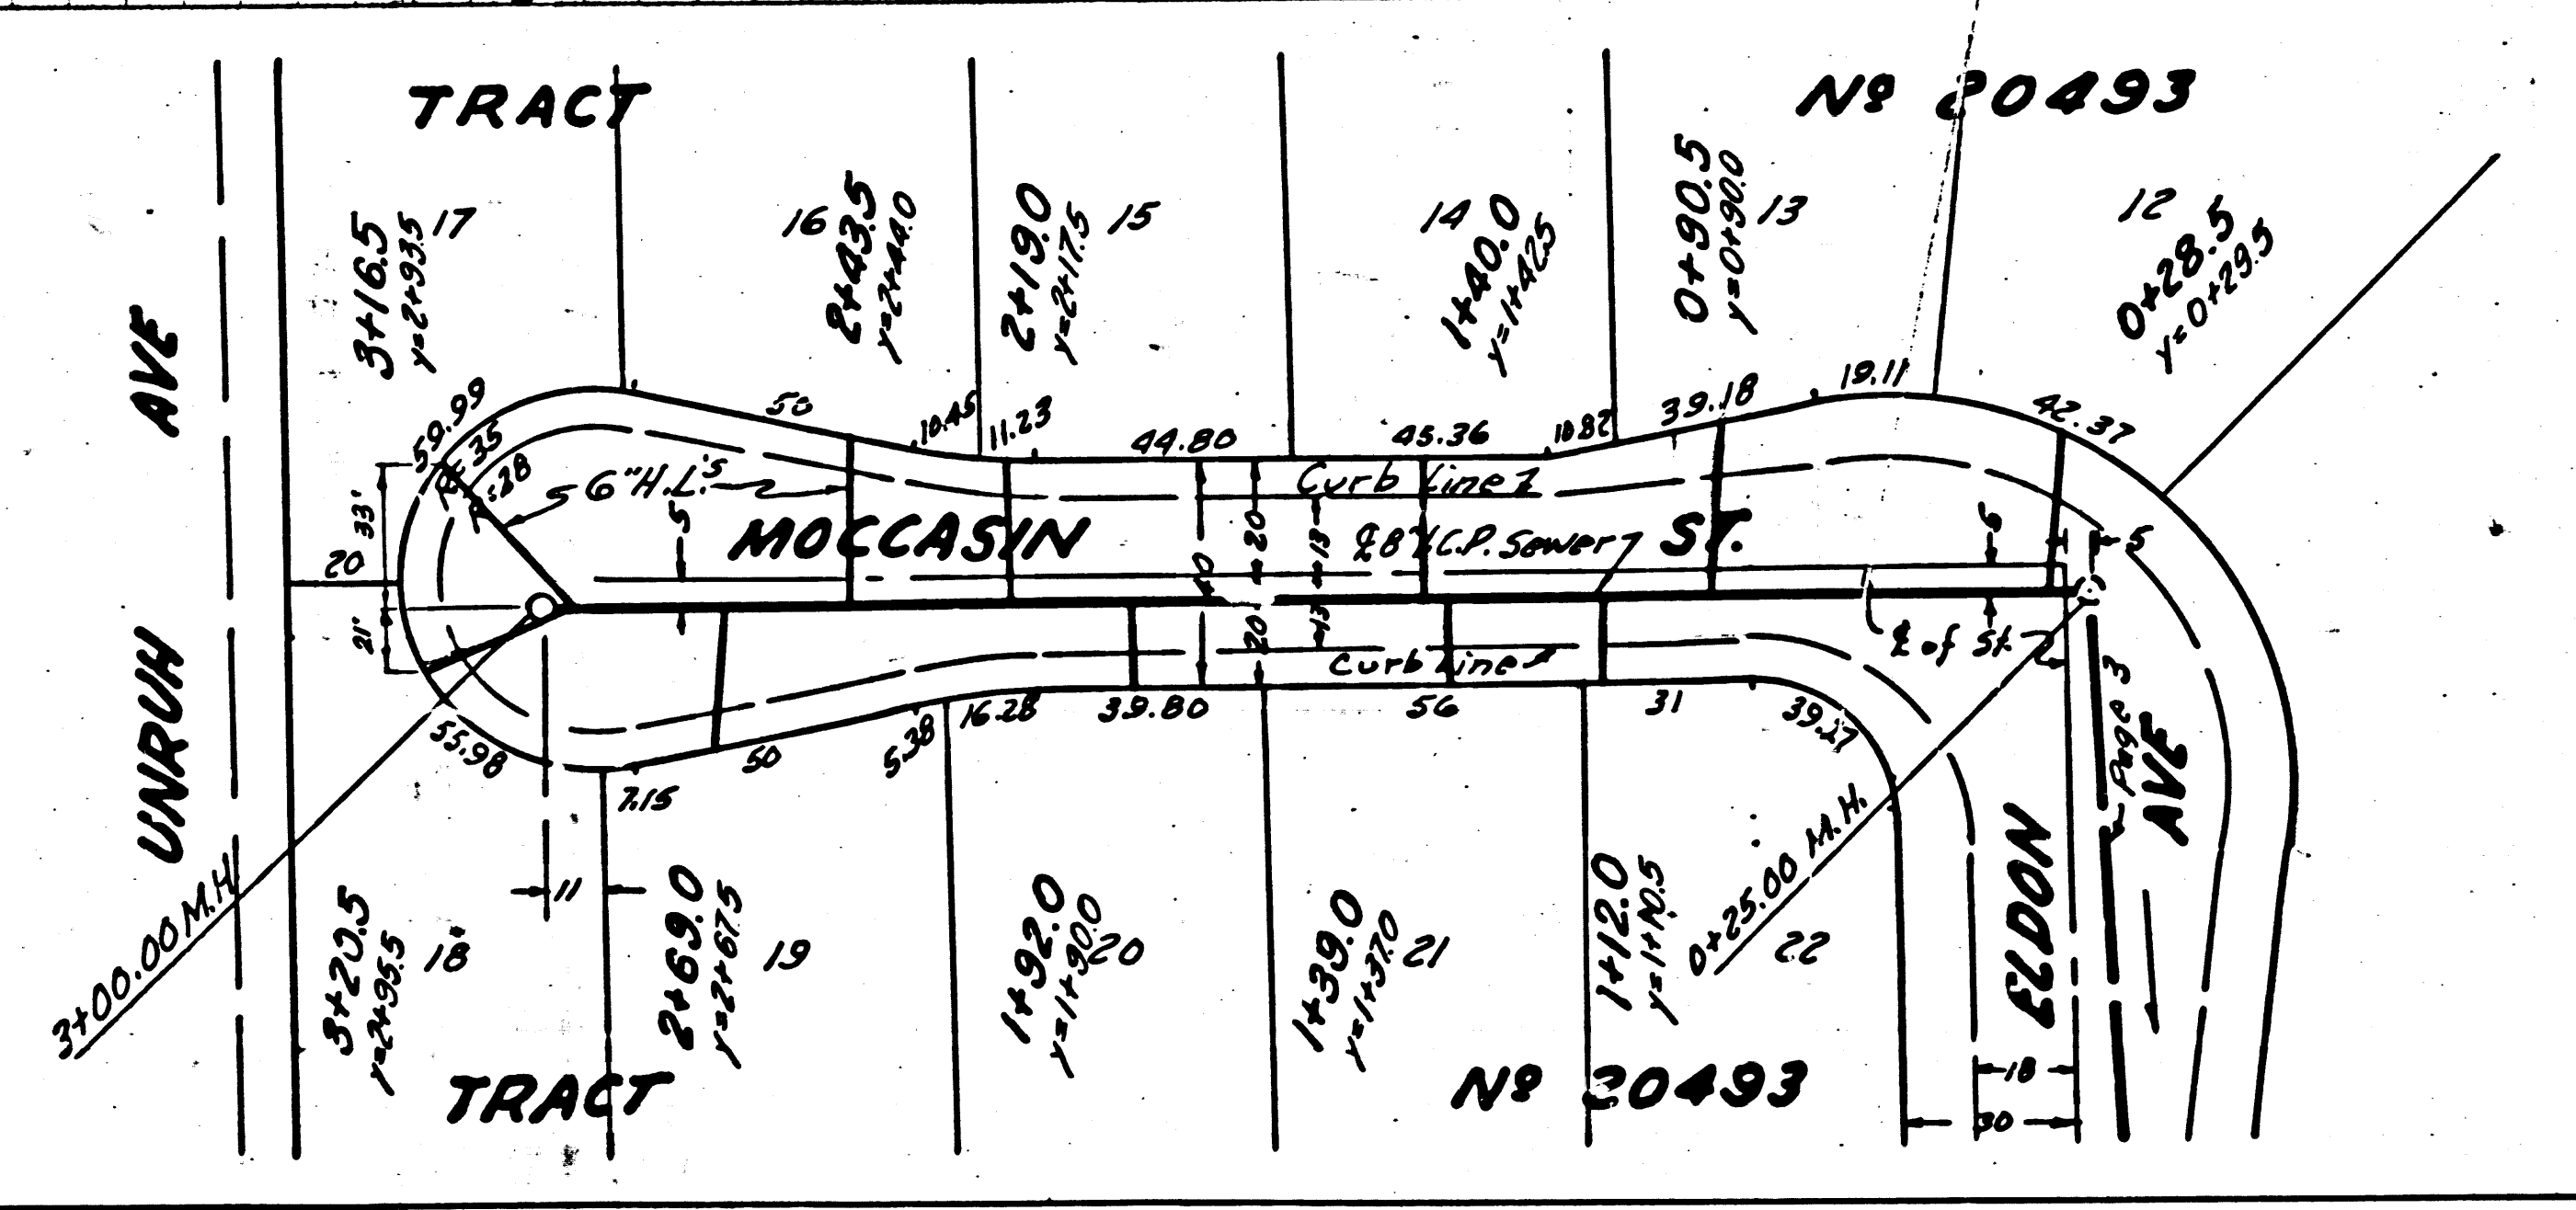 TRACT
Nº 20493
3+16.5
y=2+93.5
17
16
2+43.5
y=2+44.0
2+19.0
y=2+17.5
15
14
1+40.0
y=1+42.5
0+90.5
y=0+90.0
13
12
0+28.5
y=0+29.5
UNRUH AVE
59.99
R=35
R=28
50
10.45
11.23
44.80
45.36
10.82
39.18
19.11
42.37
6"H.L.'s
Curb Line
33'
20
21'
5
MOCCASIN ST.
40
20
13
℄ 8" V.C.P. Sewer
5
5
20
13
Curb Line
℄ of St.
55.98
7.15
50
5.38
16.28
39.80
56
31
39.27
Page 3
ELDON AVE
11
3+00.00 M.H.
0+25.00 M.H.
3+20.5
y=2+95.5
18
2+69.0
y=2+67.5
19
1+92.0
y=1+90.0
20
1+39.0
y=1+37.0
21
1+12.0
y=1+10.5
22
18
30
TRACT
Nº 20493